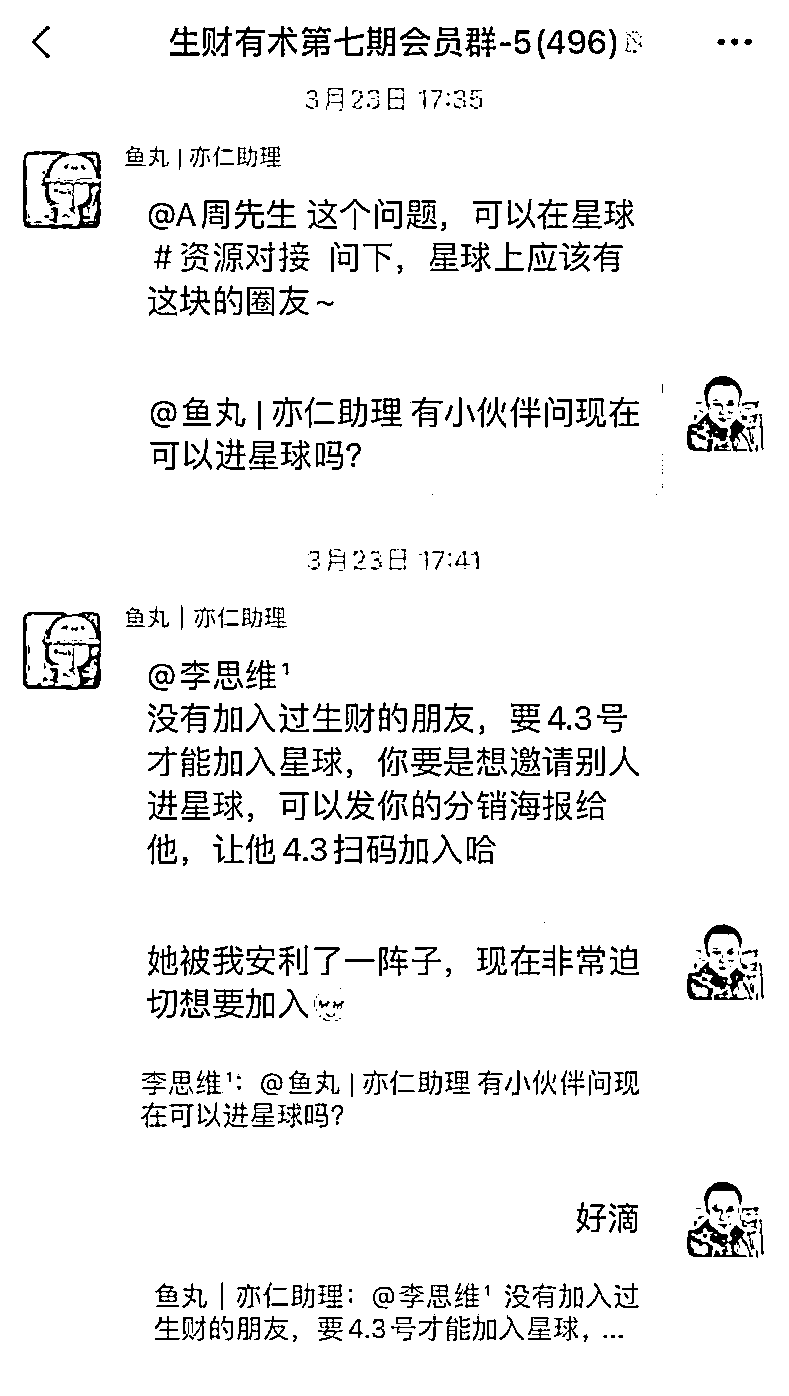 生财有术第七期会员群-5(496)
3月23日 17:35
鱼丸 | 亦仁助理
@A周先生 这个问题，可以在星球
#资源对接 问下，星球上应该有
这块的圈友~
@鱼丸 | 亦仁助理 有小伙伴问现在
可以进星球吗?
3月23日 17:41
鱼丸 | 亦仁助理
@李思维¹
没有加入过生财的朋友，要4.3号
才能加入星球，你要是想邀请别人
进星球，可以发你的分销海报给
他，让他4.3扫码加入哈
她被我安利了一阵子，现在非常迫
切想要加入
李思维¹：@鱼丸 | 亦仁助理 有小伙伴问现
在可以进星球吗?
好滴
鱼丸 | 亦仁助理：@李思维¹ 没有加入过
生财的朋友，要4.3号才能加入星球，...